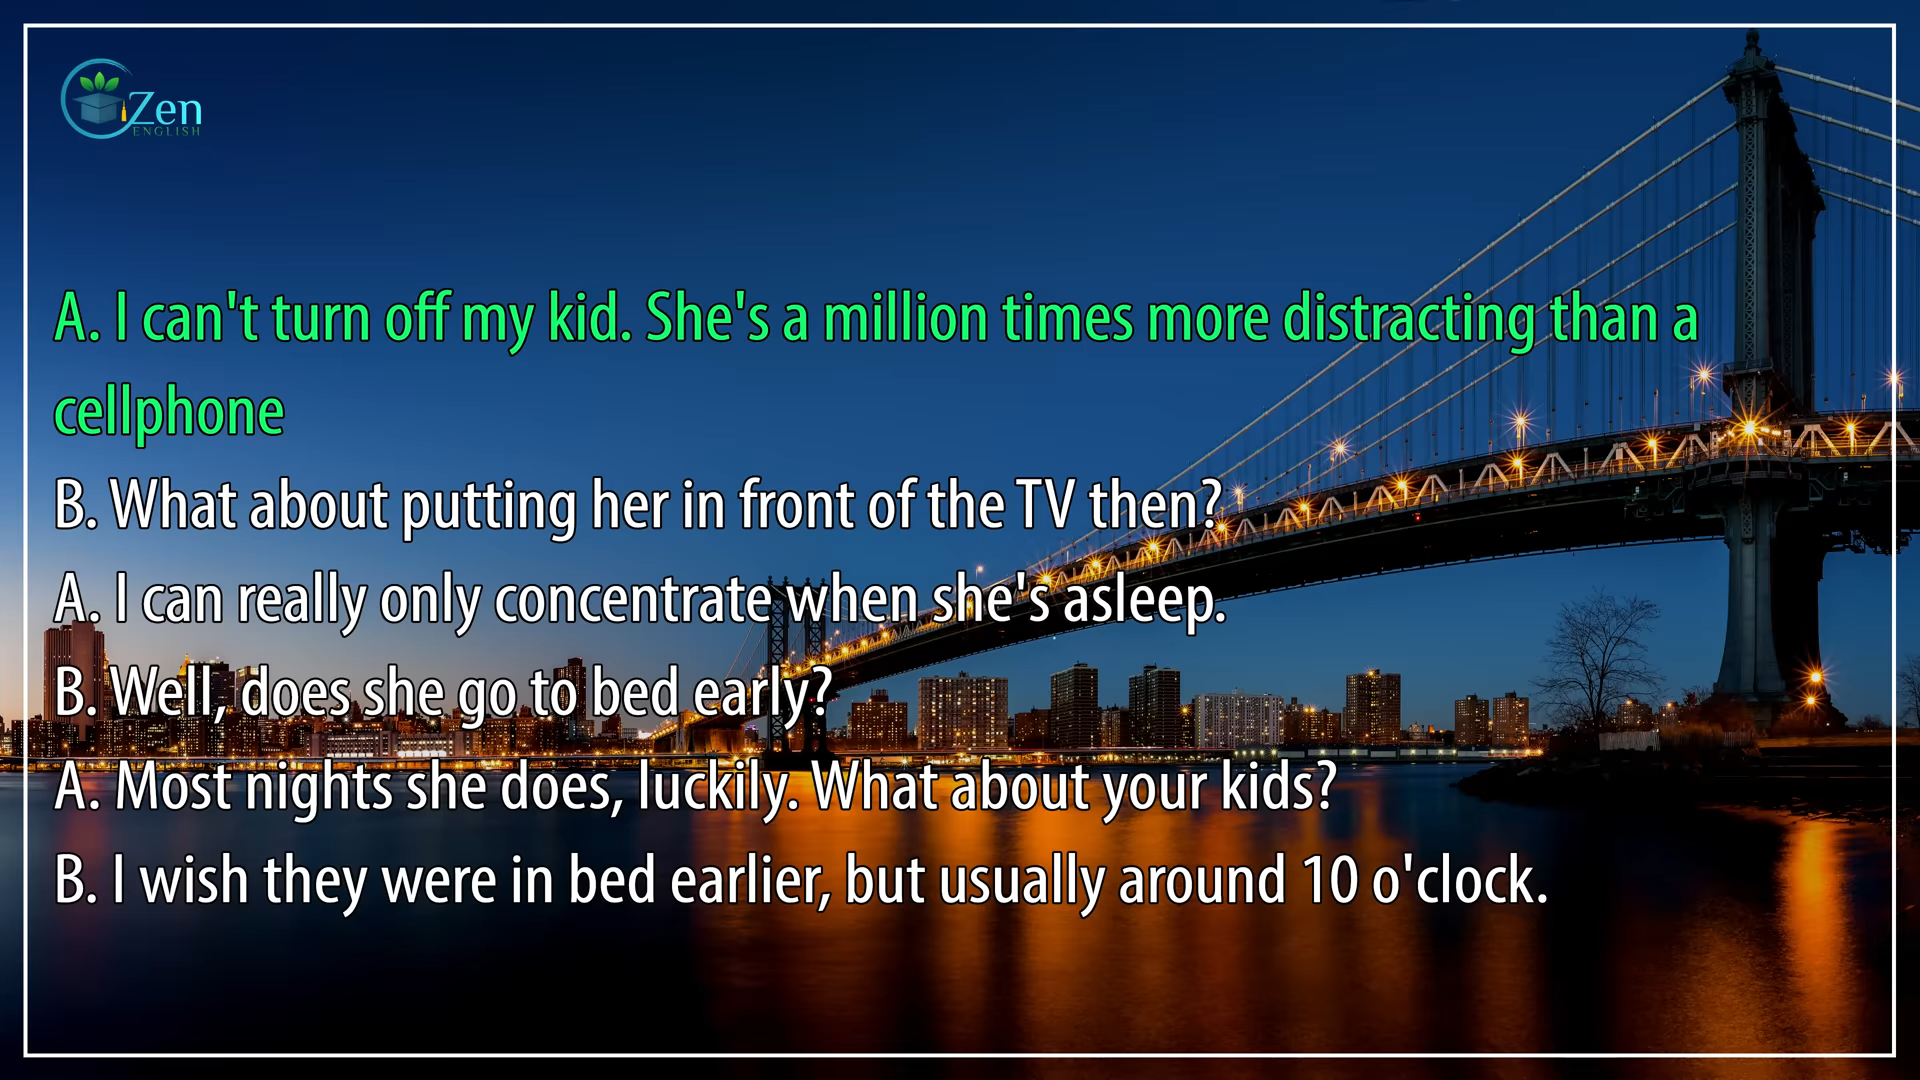 Zen
ENGLISH
A. I can't turn off my kid. She's a million times more distracting than a
cellphone
B. What about putting her in front of the TV then?
A. I can really only concentrate when she's asleep.
B. Well, does she go to bed early?
A. Most nights she does, luckily. What about your kids?
B. I wish they were in bed earlier, but usually around 10 o'clock.